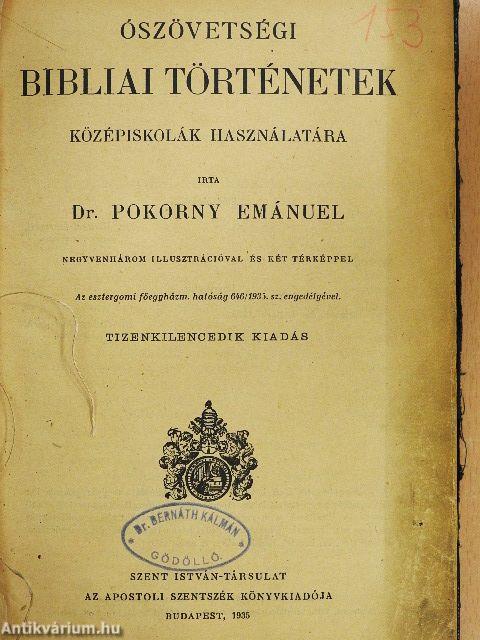 153
ÓSZÖVETSÉGI
BIBLIAI TÖRTÉNETEK
KÖZÉPISKOLÁK HASZNÁLATÁRA
IRTA
Dr. POKORNY EMÁNUEL
NEGYVENHÁROM ILLUSZTRÁCIÓVAL ÉS KÉT TÉRKÉPPEL
Az esztergomi főegyházm. hatóság 646/1935. sz. engedélyével.
TIZENKILENCEDIK KIADÁS
Dr. BERNÁTH KÁLMÁN
GÖDÖLLŐ
SZENT ISTVÁN-TÁRSULAT
AZ APOSTOLI SZENTSZÉK KÖNYVKIADÓJA
BUDAPEST, 1935
Antikvárium.hu